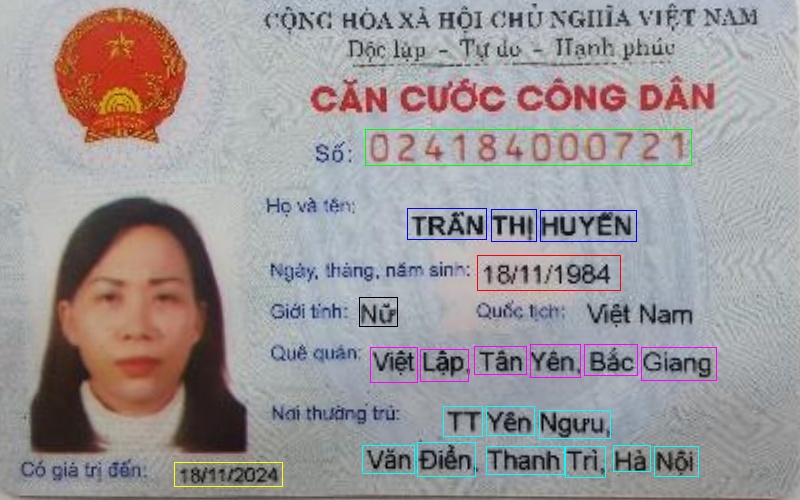 CỘNG HÒA XÃ HỘI CHỦ NGHĨA VIỆT NAM
Độc lập - Tự do - Hạnh phúc
CĂN CƯỚC CÔNG DÂN
Số: 024184000721
Họ và tên:
TRẦN THỊ HUYỀN
Ngày, tháng, năm sinh: 18/11/1984
Giới tính: Nữ Quốc tịch: Việt Nam
Quê quán: Việt Lập, Tân Yên, Bắc Giang
Nơi thường trú: TT Yên Ngưu,
Văn Điển, Thanh Trì, Hà Nội
Có giá trị đến: 18/11/2024